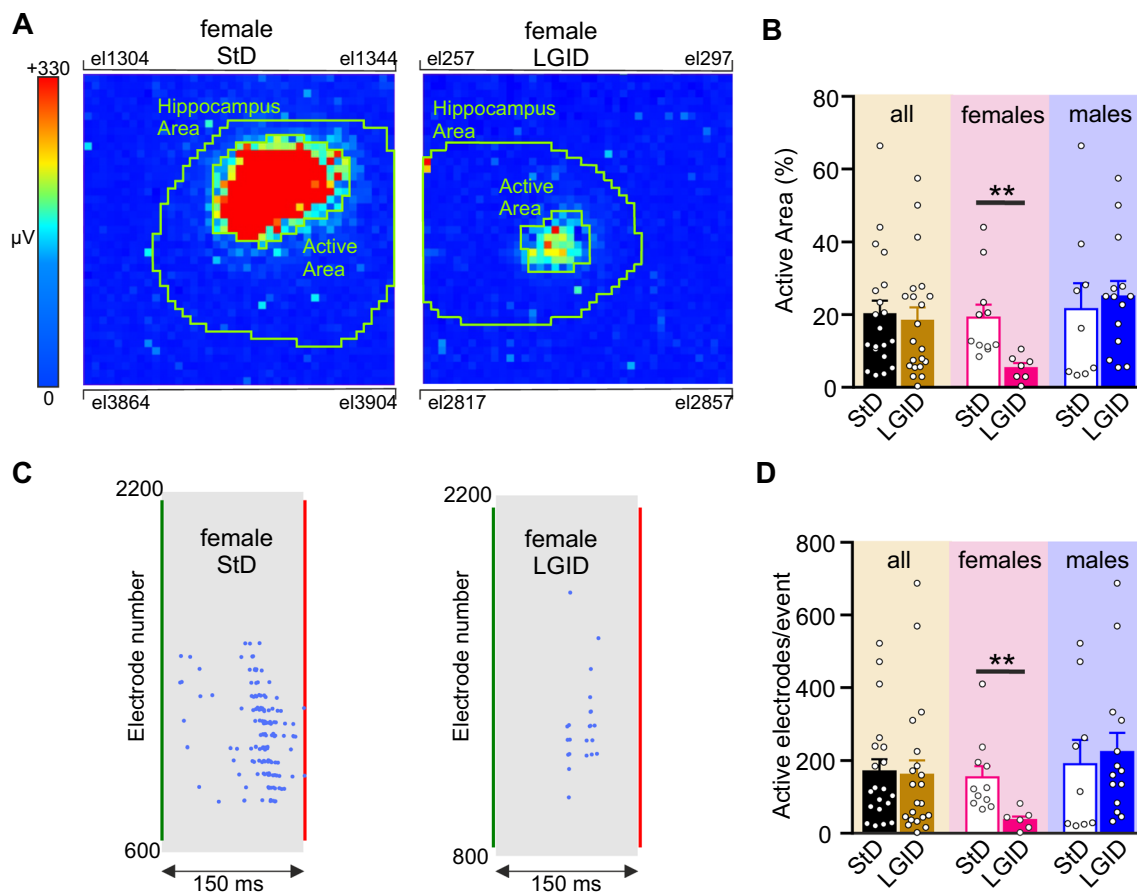 A
female
StD
female
LGID
el1304
el1344
el257
el297
+330
µV
0
Hippocampus
Area
Active
Area
Hippocampus
Area
Active
Area
el3864
el3904
el2817
el2857
B
Active Area (%)
80
60
40
20
0
all
females
males
**
StD
LGID
StD
LGID
StD
LGID
C
2200
female
StD
Electrode number
600
150 ms
2200
female
LGID
Electrode number
800
150 ms
D
Active electrodes/event
800
600
400
200
0
all
females
males
**
StD
LGID
StD
LGID
StD
LGID